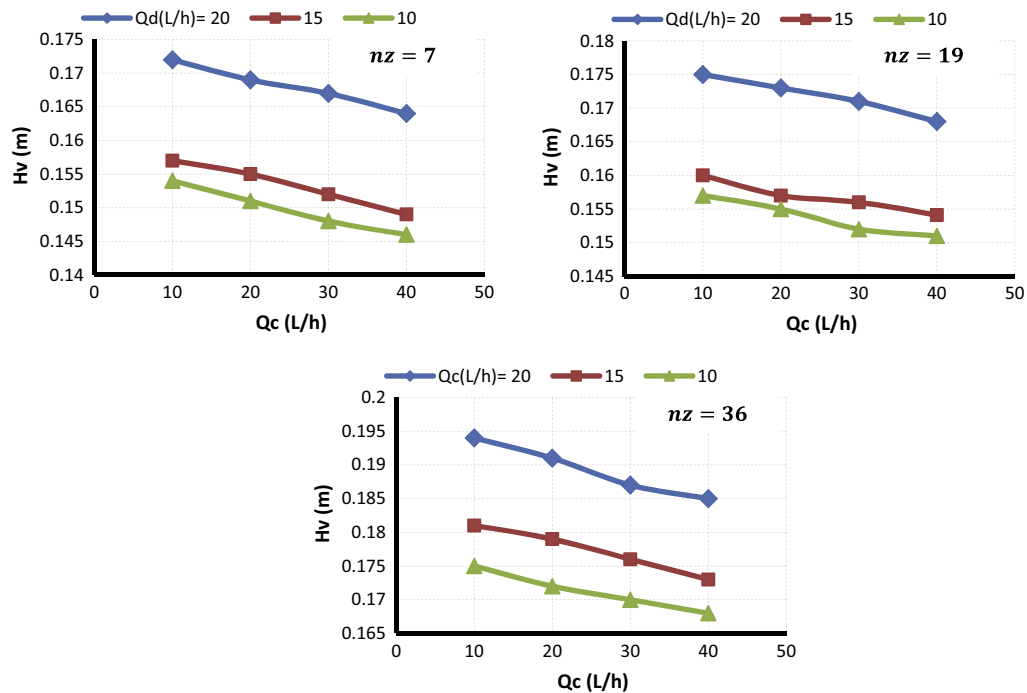 Qd(L/h)= 20 15 10
nz = 7
0.175
0.17
0.165
0.16
0.155
0.15
0.145
0.14
Hv (m)
0 10 20 30 40 50
Qc (L/h)
Qd(L/h)= 20 15 10
nz = 19
0.18
0.175
0.17
0.165
0.16
0.155
0.15
0.145
Hv (m)
0 10 20 30 40 50
Qc (L/h)
Qc(L/h)= 20 15 10
nz = 36
0.2
0.195
0.19
0.185
0.18
0.175
0.17
0.165
Hv (m)
0 10 20 30 40 50
Qc (L/h)